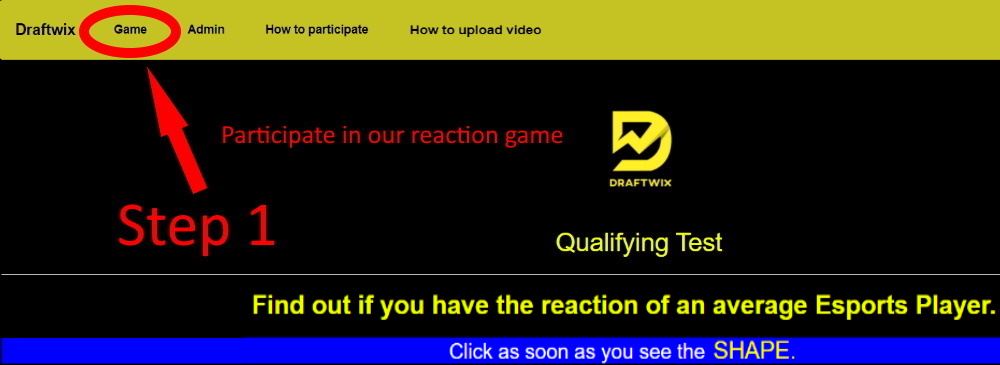 Draftwix Game Admin How to participate How to upload video
Participate in our reaction game
DRAFTWIX
Step 1
Qualifying Test
Find out if you have the reaction of an average Esports Player.
Click as soon as you see the SHAPE.